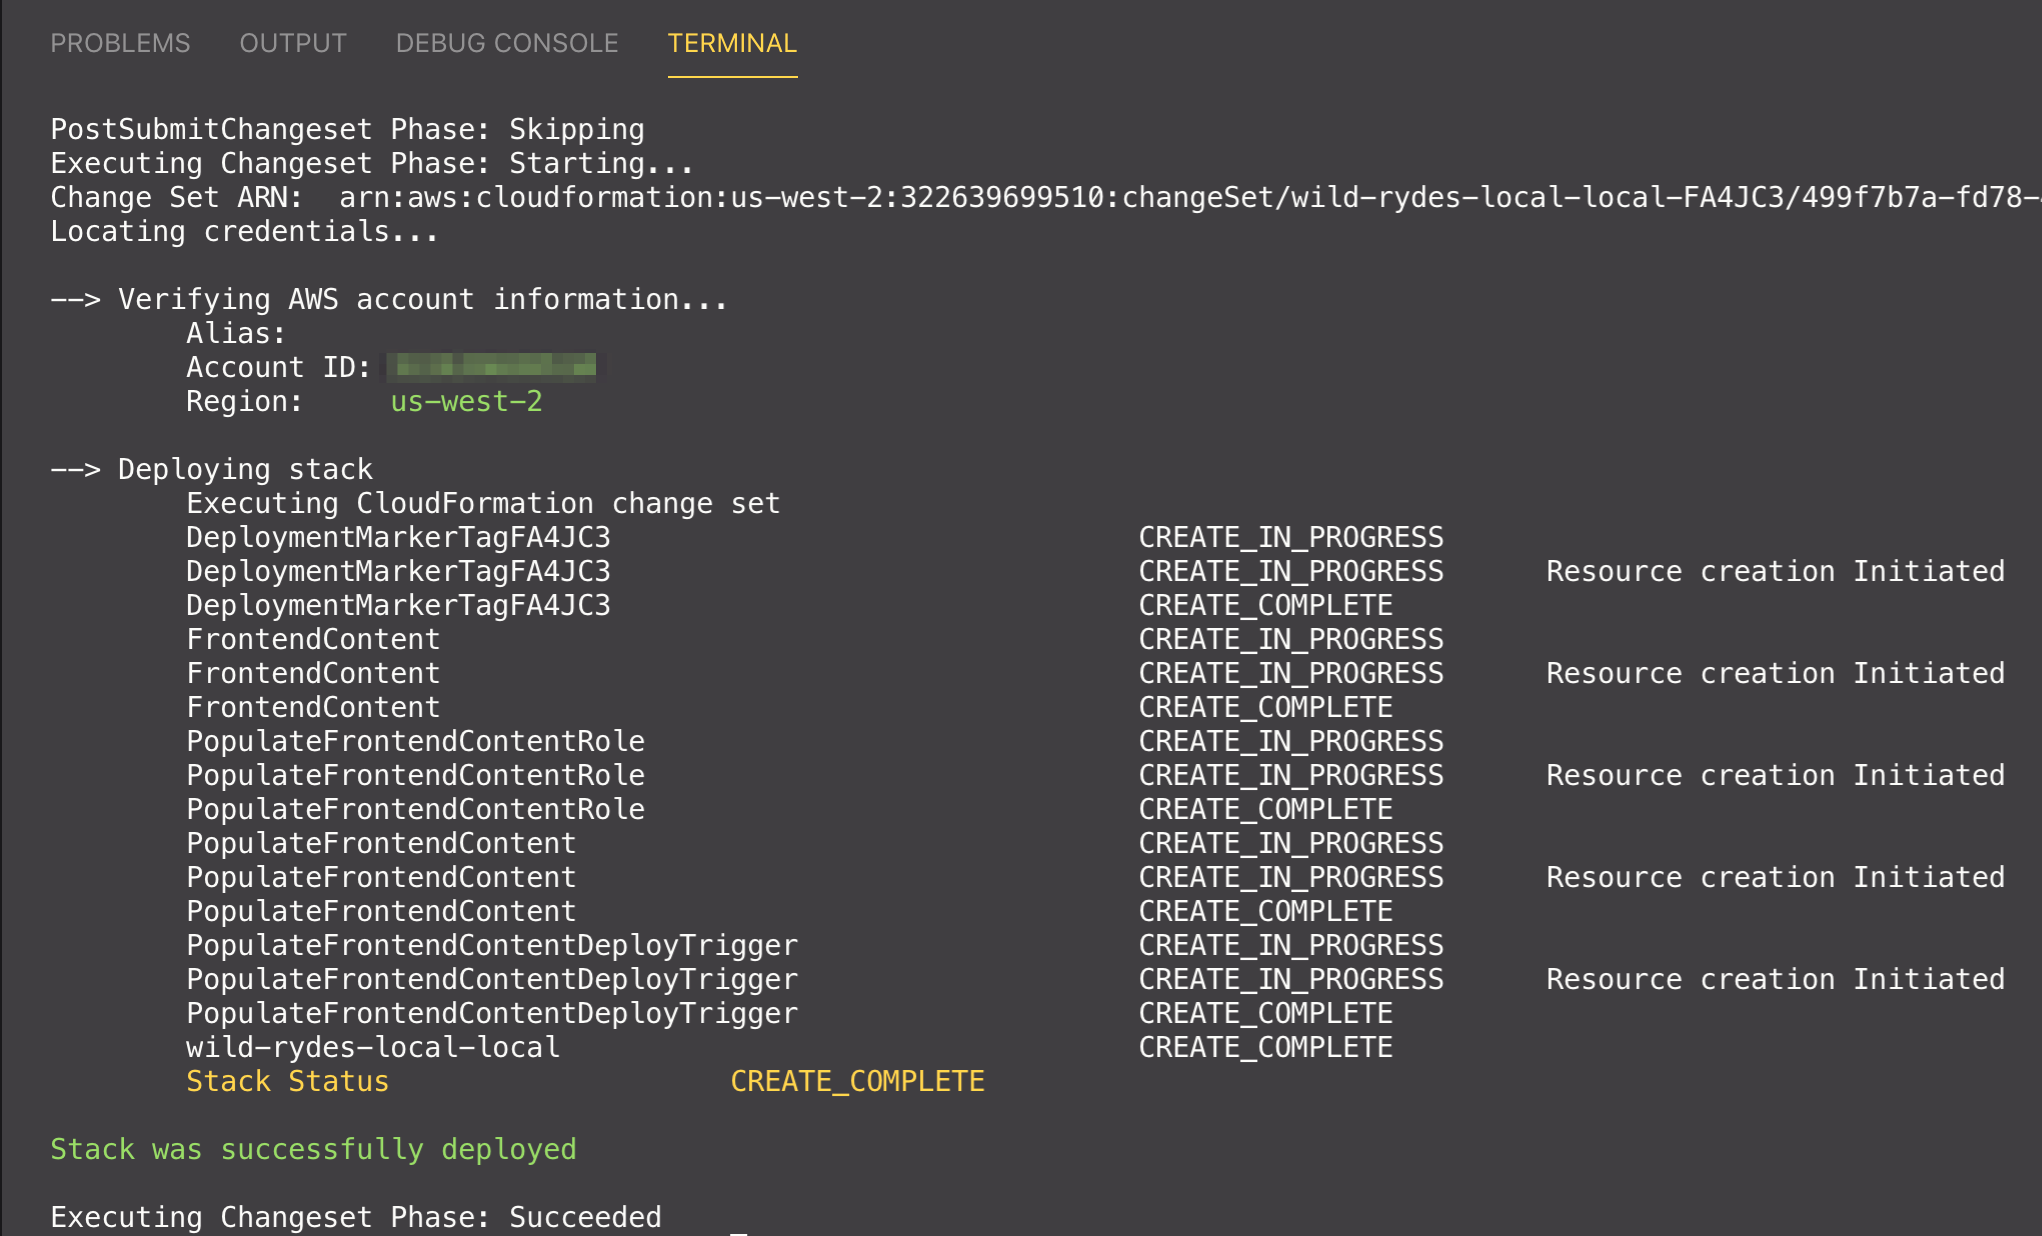 PROBLEMS OUTPUT DEBUG CONSOLE TERMINAL
PostSubmitChangeset Phase: Skipping
Executing Changeset Phase: Starting...
Change Set ARN:  arn:aws:cloudformation:us-west-2:322639699510:changeSet/wild-rydes-local-local-FA4JC3/499f7b7a-fd78-
Locating credentials...
--> Verifying AWS account information...
Alias:
Account ID:
Region: us-west-2
--> Deploying stack
Executing CloudFormation change set
DeploymentMarkerTagFA4JC3 CREATE_IN_PROGRESS
DeploymentMarkerTagFA4JC3 CREATE_IN_PROGRESS Resource creation Initiated
DeploymentMarkerTagFA4JC3 CREATE_COMPLETE
FrontendContent CREATE_IN_PROGRESS
FrontendContent CREATE_IN_PROGRESS Resource creation Initiated
FrontendContent CREATE_COMPLETE
PopulateFrontendContentRole CREATE_IN_PROGRESS
PopulateFrontendContentRole CREATE_IN_PROGRESS Resource creation Initiated
PopulateFrontendContentRole CREATE_COMPLETE
PopulateFrontendContent CREATE_IN_PROGRESS
PopulateFrontendContent CREATE_IN_PROGRESS Resource creation Initiated
PopulateFrontendContent CREATE_COMPLETE
PopulateFrontendContentDeployTrigger CREATE_IN_PROGRESS
PopulateFrontendContentDeployTrigger CREATE_IN_PROGRESS Resource creation Initiated
PopulateFrontendContentDeployTrigger CREATE_COMPLETE
wild-rydes-local-local CREATE_COMPLETE
Stack Status CREATE_COMPLETE
Stack was successfully deployed
Executing Changeset Phase: Succeeded